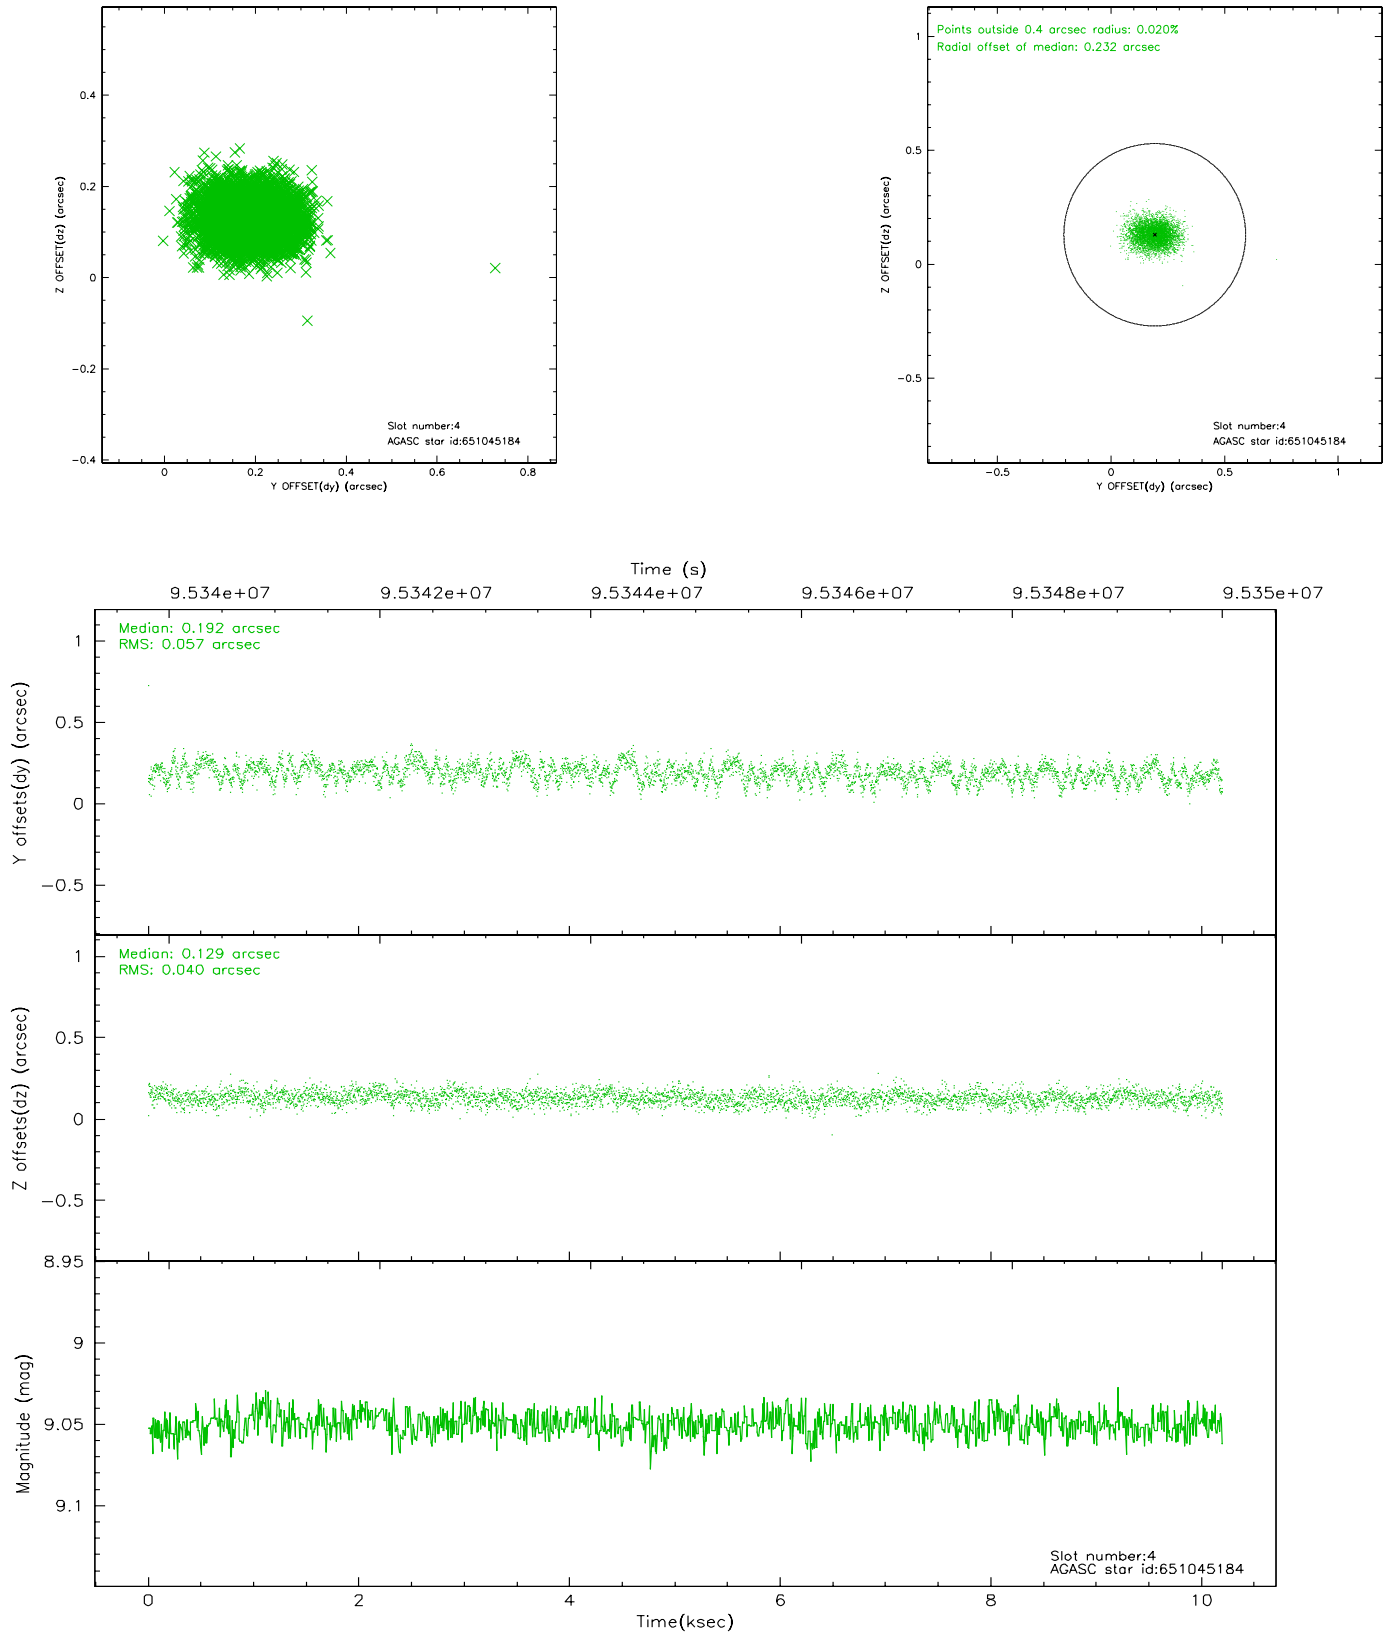 0.4
0.2
0
−0.2
−0.4
Z OFFSET(dz) (arcsec)
Slot number:4
AGASC star id:651045184
0 0.2 0.4 0.6 0.8
Y OFFSET(dy) (arcsec)
Points outside 0.4 arcsec radius: 0.020%
Radial offset of median: 0.232 arcsec
1
0.5
0
−0.5
Z OFFSET(dz) (arcsec)
Slot number:4
AGASC star id:651045184
−0.5 0 0.5 1
Y OFFSET(dy) (arcsec)
Time (s)
9.534e+07 9.5342e+07 9.5344e+07 9.5346e+07 9.5348e+07 9.535e+07
Median: 0.192 arcsec
RMS: 0.057 arcsec
1
0.5
0
−0.5
Y offsets(dy) (arcsec)
Median: 0.129 arcsec
RMS: 0.040 arcsec
1
0.5
0
−0.5
Z offsets(dz) (arcsec)
8.95
9
9.05
9.1
Magnitude (mag)
Slot number:4
AGASC star id:651045184
0 2 4 6 8 10
Time(ksec)